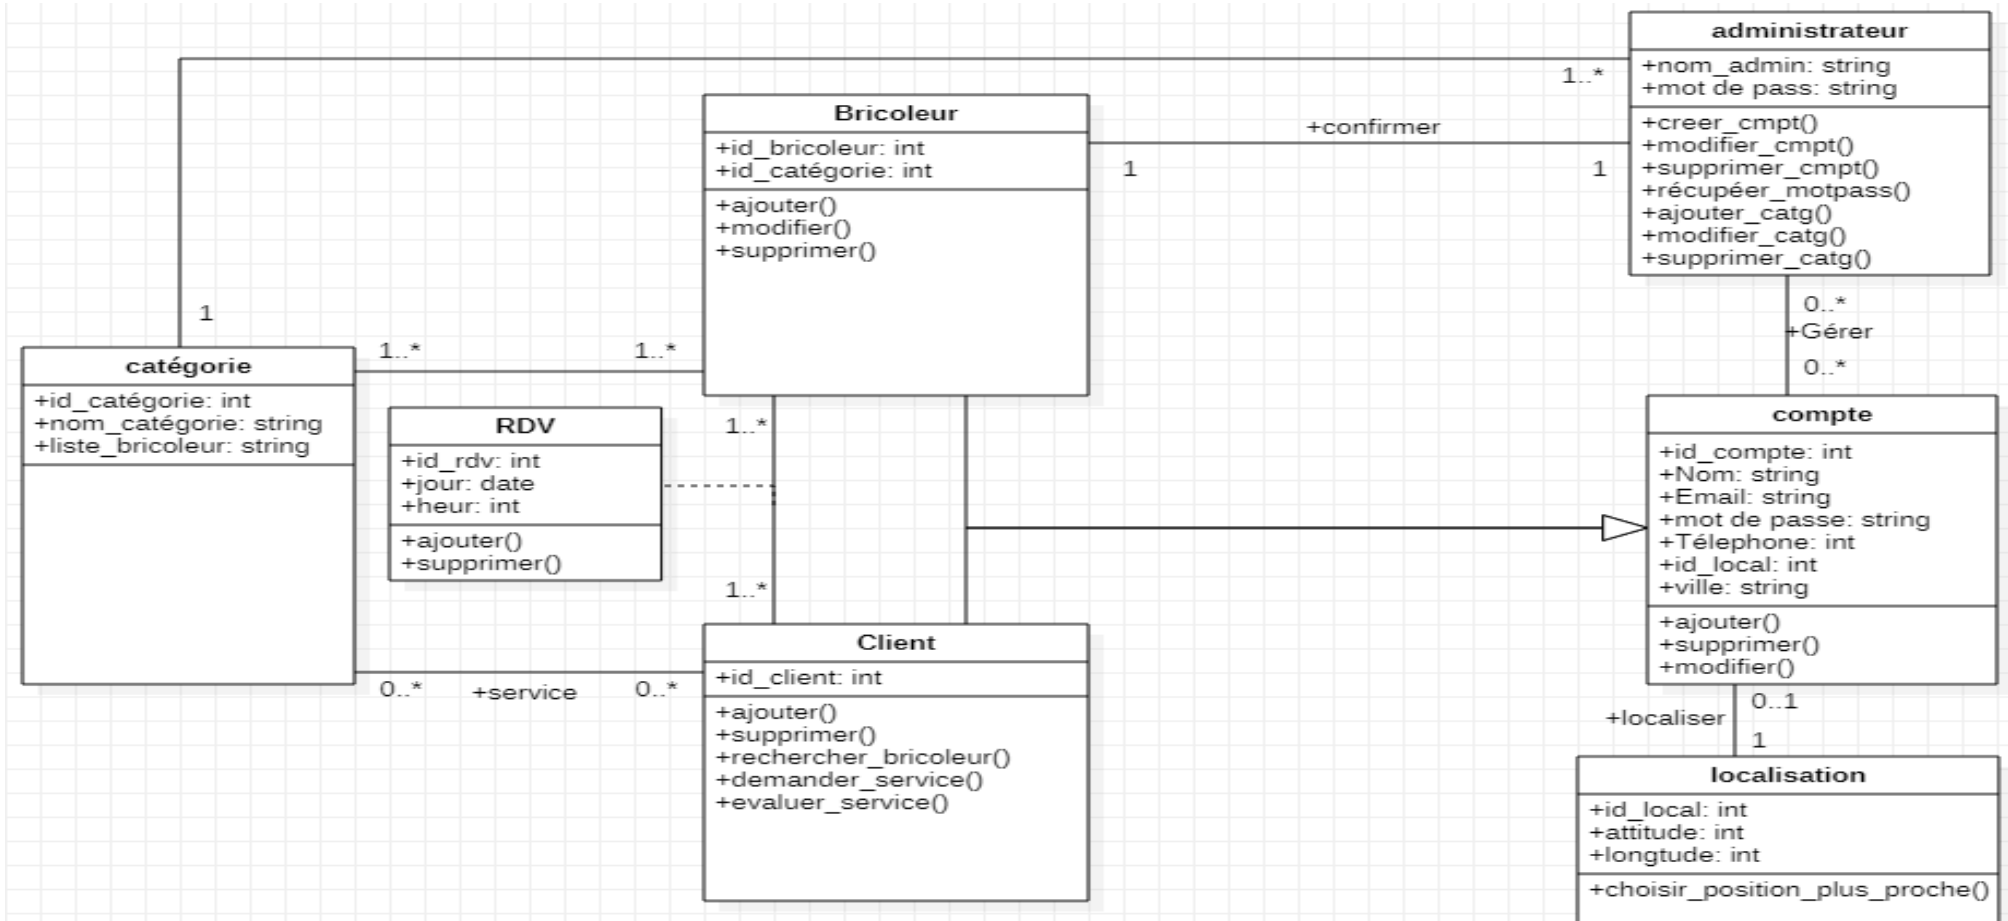 administrateur
+nom_admin: string
+mot de pass: string
+creer_cmpt()
+modifier_cmpt()
+supprimer_cmpt()
+récupéer_motpass()
+ajouter_catg()
+modifier_catg()
+supprimer_catg()
1..*
Bricoleur
+id_bricoleur: int
+id_catégorie: int
+ajouter()
+modifier()
+supprimer()
+confirmer
1
1
1
0..*
+Gérer
0..*
catégorie
+id_catégorie: int
+nom_catégorie: string
+liste_bricoleur: string
1..*
1..*
RDV
+id_rdv: int
+jour: date
+heur: int
+ajouter()
+supprimer()
1..*
1..*
compte
+id_compte: int
+Nom: string
+Email: string
+mot de passe: string
+Télephone: int
+id_local: int
+ville: string
+ajouter()
+supprimer()
+modifier()
Client
+id_client: int
+ajouter()
+supprimer()
+rechercher_bricoleur()
+demander_service()
+evaluer_service()
0..*
+service
0..*
0..1
+localiser
1
localisation
+id_local: int
+attitude: int
+longtude: int
+choisir_position_plus_proche()